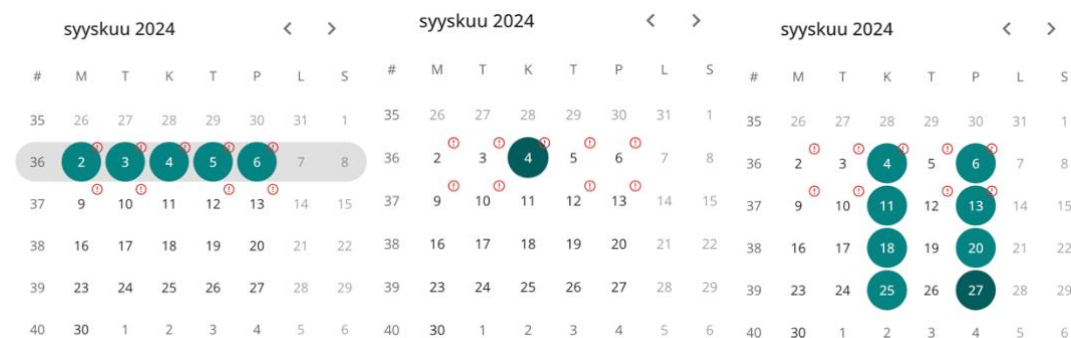 syyskuu 2024 < >
# M T K T P L S
35 26 27 28 29 30 31 1
36 2 3 4 5 6 7 8
37 9 10 11 12 13 14 15
38 16 17 18 19 20 21 22
39 23 24 25 26 27 28 29
40 30 1 2 3 4 5 6
syyskuu 2024 < >
# M T K T P L S
35 26 27 28 29 30 31 1
36 2 3 4 5 6 7 8
37 9 10 11 12 13 14 15
38 16 17 18 19 20 21 22
39 23 24 25 26 27 28 29
40 30 1 2 3 4 5 6
syyskuu 2024 < >
# M T K T P L S
35 26 27 28 29 30 31 1
36 2 3 4 5 6 7 8
37 9 10 11 12 13 14 15
38 16 17 18 19 20 21 22
39 23 24 25 26 27 28 29
40 30 1 2 3 4 5 6